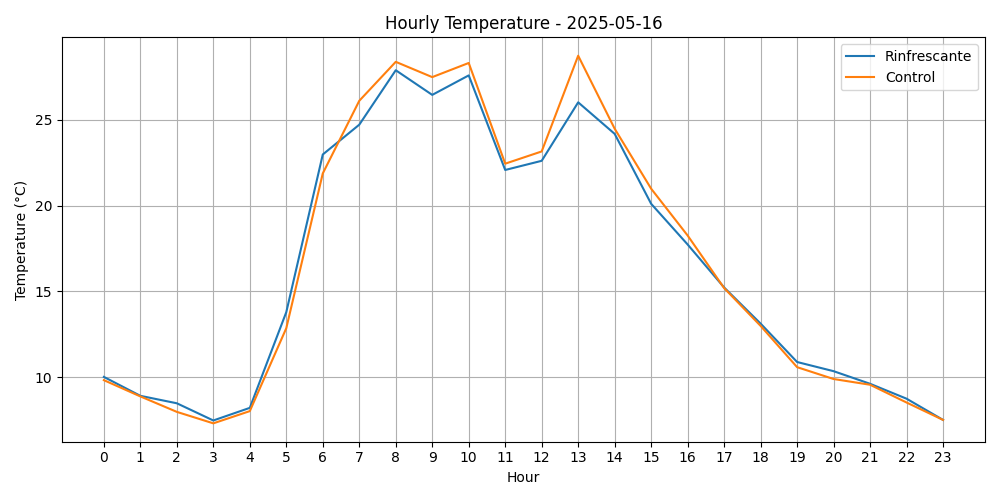 Hourly Temperature - 2025-05-16
Rinfrescante
Control
Temperature (°C)
25
20
15
10
0 1 2 3 4 5 6 7 8 9 10 11 12 13 14 15 16 17 18 19 20 21 22 23
Hour